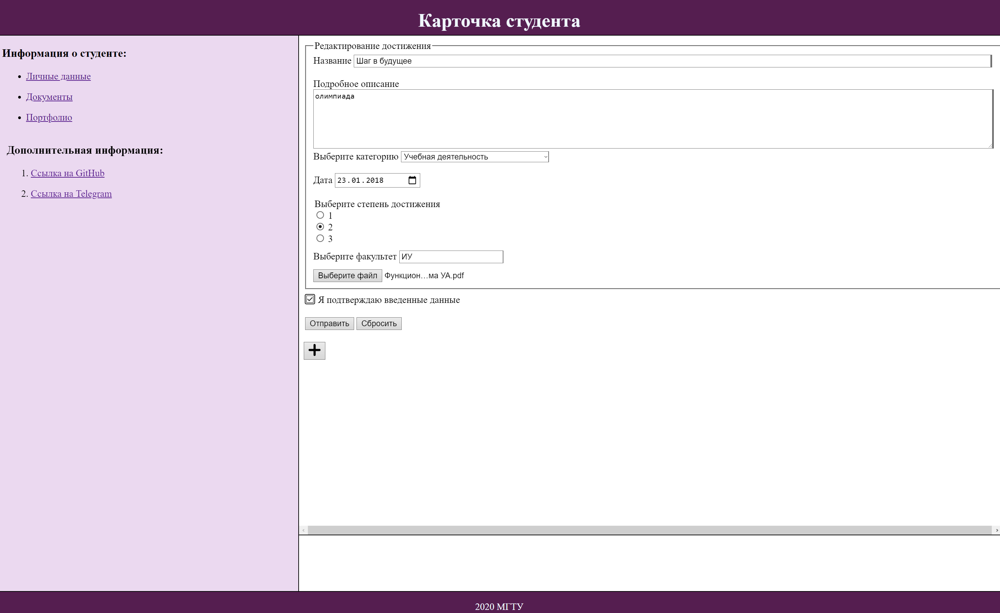 Карточка студента
Информация о студенте:
Личные данные
Документы
Портфолио
Дополнительная информация:
1. Ссылка на GitHub
2. Ссылка на Telegram
Редактирование достижения
Название Шаг в будущее
Подробное описание
олимпиада
Выберите категорию Учебная деятельность
Дата 23.01.2018
Выберите степень достижения
1
2
3
Выберите факультет ИУ
Выберите файл Функцион...ма УА.pdf
Я подтверждаю введенные данные
Отправить Сбросить
2020 МГТУ